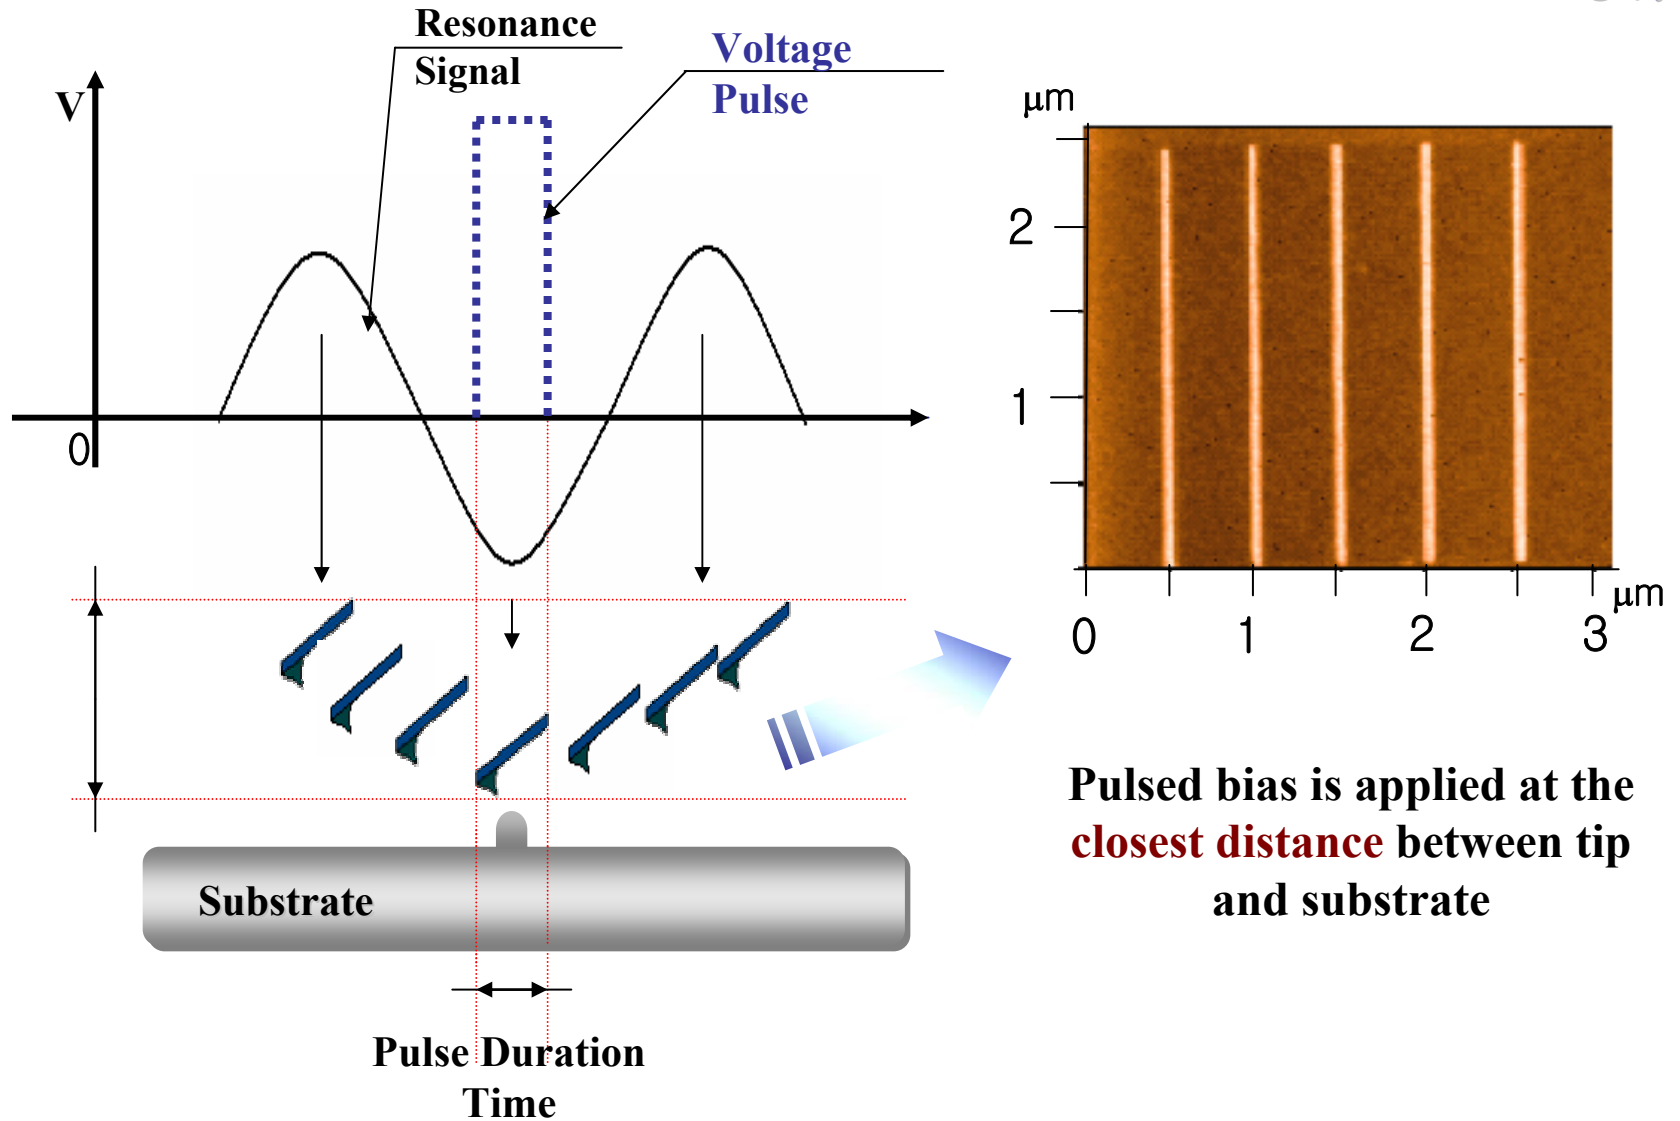 Resonance
Signal
Voltage
Pulse
V
0
μm
2
1
0
1
2
3
μm
Substrate
Pulse Duration
Time
Pulsed bias is applied at the
closest distance between tip
and substrate